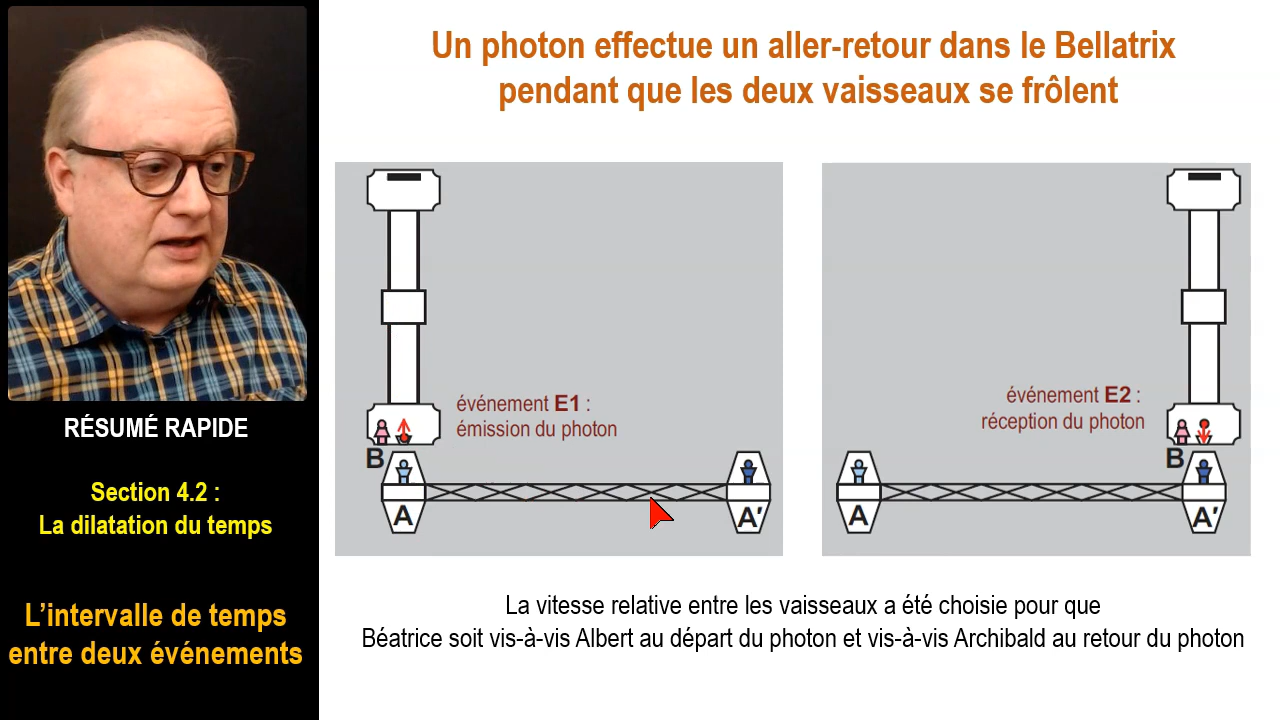 Un photon effectue un aller-retour dans le Bellatrix
pendant que les deux vaisseaux se frôlent
événement E1 :
émission du photon
B
A
A′
événement E2 :
réception du photon
B
A
A′
La vitesse relative entre les vaisseaux a été choisie pour que
Béatrice soit vis-à-vis Albert au départ du photon et vis-à-vis Archibald au retour du photon
RÉSUMÉ RAPIDE
Section 4.2 :
La dilatation du temps
L’intervalle de temps
entre deux événements